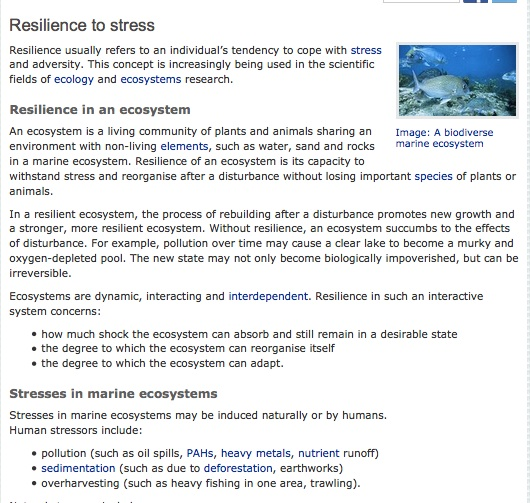 Resilience to stress
Resilience usually refers to an individual's tendency to cope with stress
and adversity. This concept is increasingly being used in the scientific
fields of ecology and ecosystems research.
Image: A biodiverse
marine ecosystem
Resilience in an ecosystem
An ecosystem is a living community of plants and animals sharing an
environment with non-living elements, such as water, sand and rocks
in a marine ecosystem. Resilience of an ecosystem is its capacity to
withstand stress and reorganise after a disturbance without losing important species of plants or
animals.
In a resilient ecosystem, the process of rebuilding after a disturbance promotes new growth and
a stronger, more resilient ecosystem. Without resilience, an ecosystem succumbs to the effects
of disturbance. For example, pollution over time may cause a clear lake to become a murky and
oxygen-depleted pool. The new state may not only become biologically impoverished, but can be
irreversible.
Ecosystems are dynamic, interacting and interdependent. Resilience in such an interactive
system concerns:
• how much shock the ecosystem can absorb and still remain in a desirable state
• the degree to which the ecosystem can reorganise itself
• the degree to which the ecosystem can adapt.
Stresses in marine ecosystems
Stresses in marine ecosystems may be induced naturally or by humans.
Human stressors include:
• pollution (such as oil spills, PAHs, heavy metals, nutrient runoff)
• sedimentation (such as due to deforestation, earthworks)
• overharvesting (such as heavy fishing in one area, trawling).